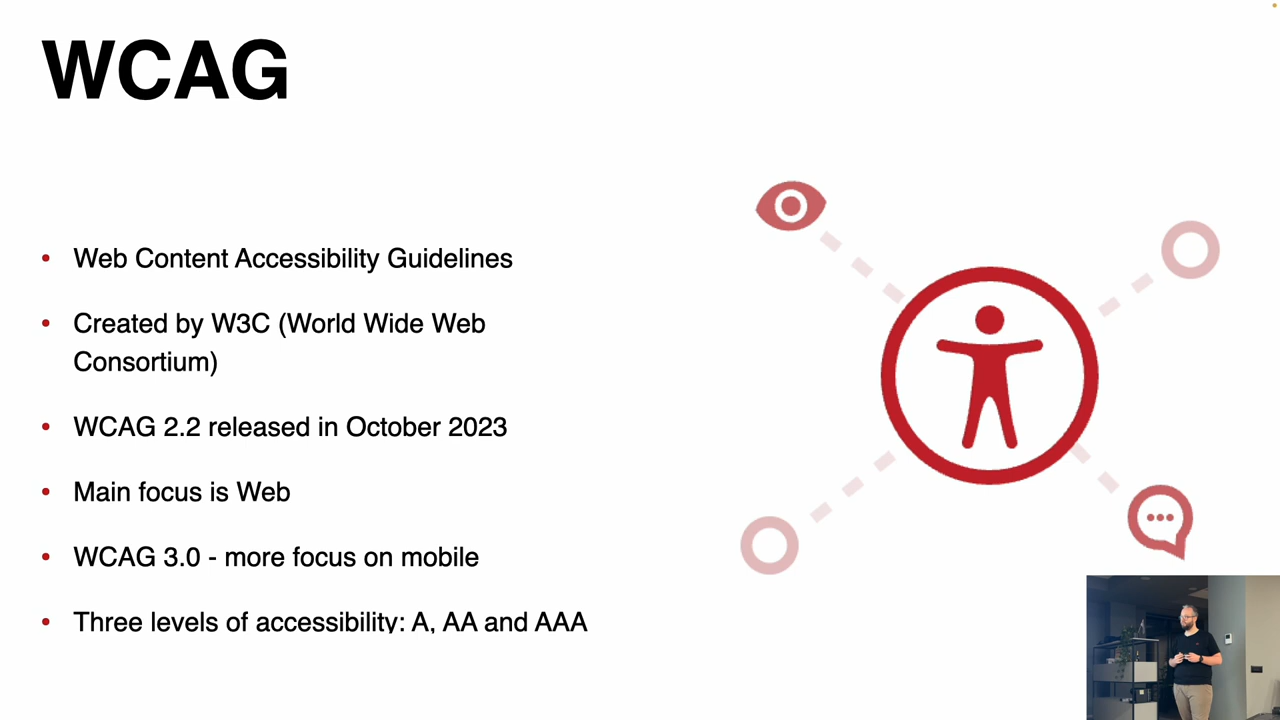 WCAG
• Web Content Accessibility Guidelines
• Created by W3C (World Wide Web
Consortium)
• WCAG 2.2 released in October 2023
• Main focus is Web
• WCAG 3.0 - more focus on mobile
• Three levels of accessibility: A, AA and AAA